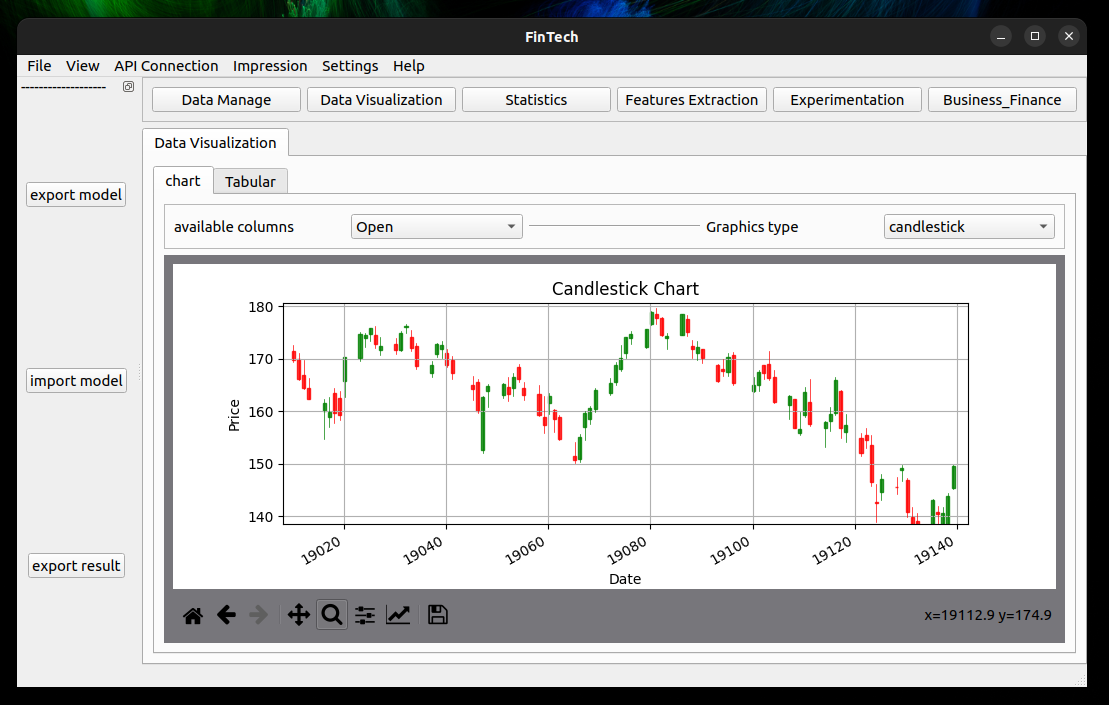 FinTech
File View API Connection Impression Settings Help
-------------------
Data Manage Data Visualization Statistics Features Extraction Experimentation Business_Finance
Data Visualization
chart Tabular
export model
available columns Open Graphics type candlestick
Candlestick Chart
180
170
160
150
140
Price
import model
19020 19040 19060 19080 19100 19120 19140
Date
export result
x=19112.9 y=174.9